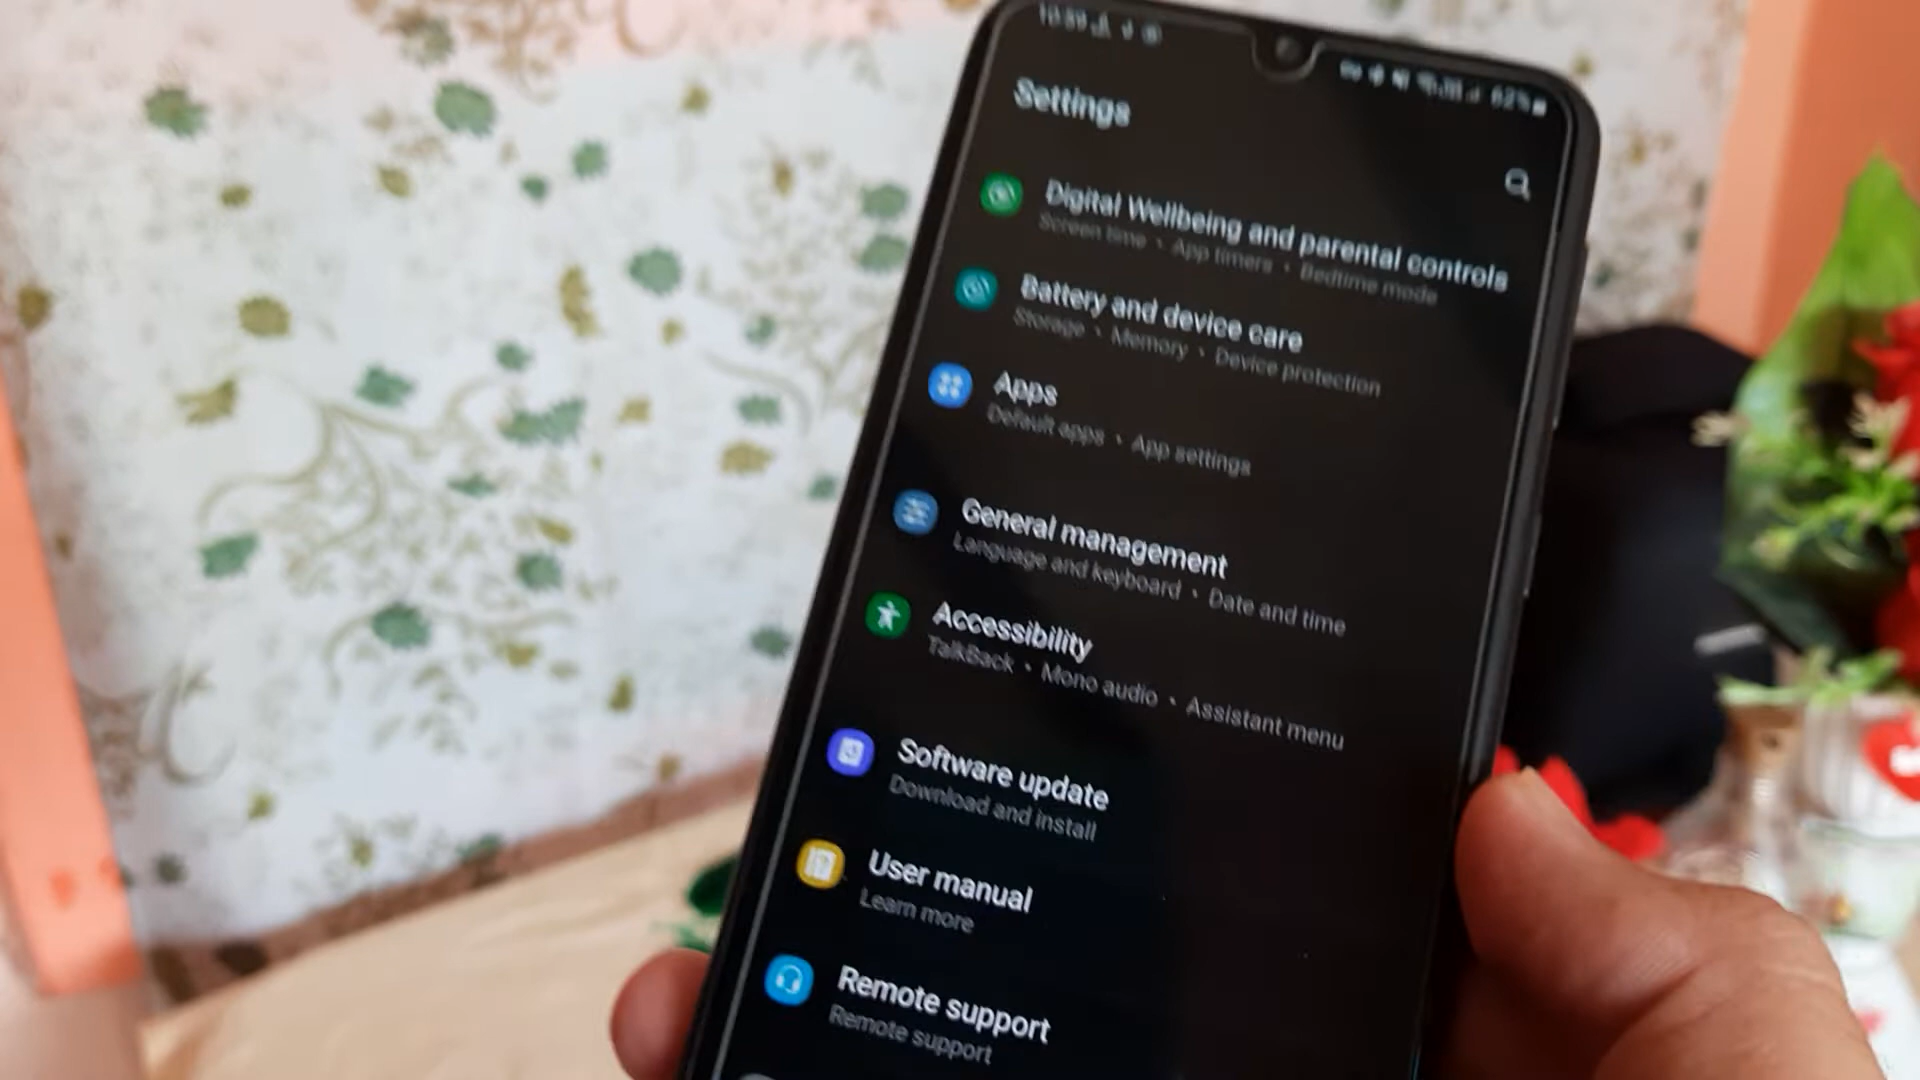 62%
Settings
Digital Wellbeing and parental controls
Screen time • App timers • Bedtime mode
Battery and device care
Storage • Memory • Device protection
Apps
Default apps • App settings
General management
Language and keyboard • Date and time
Accessibility
TalkBack • Mono audio • Assistant menu
Software update
Download and install
User manual
Learn more
Remote support
Remote support